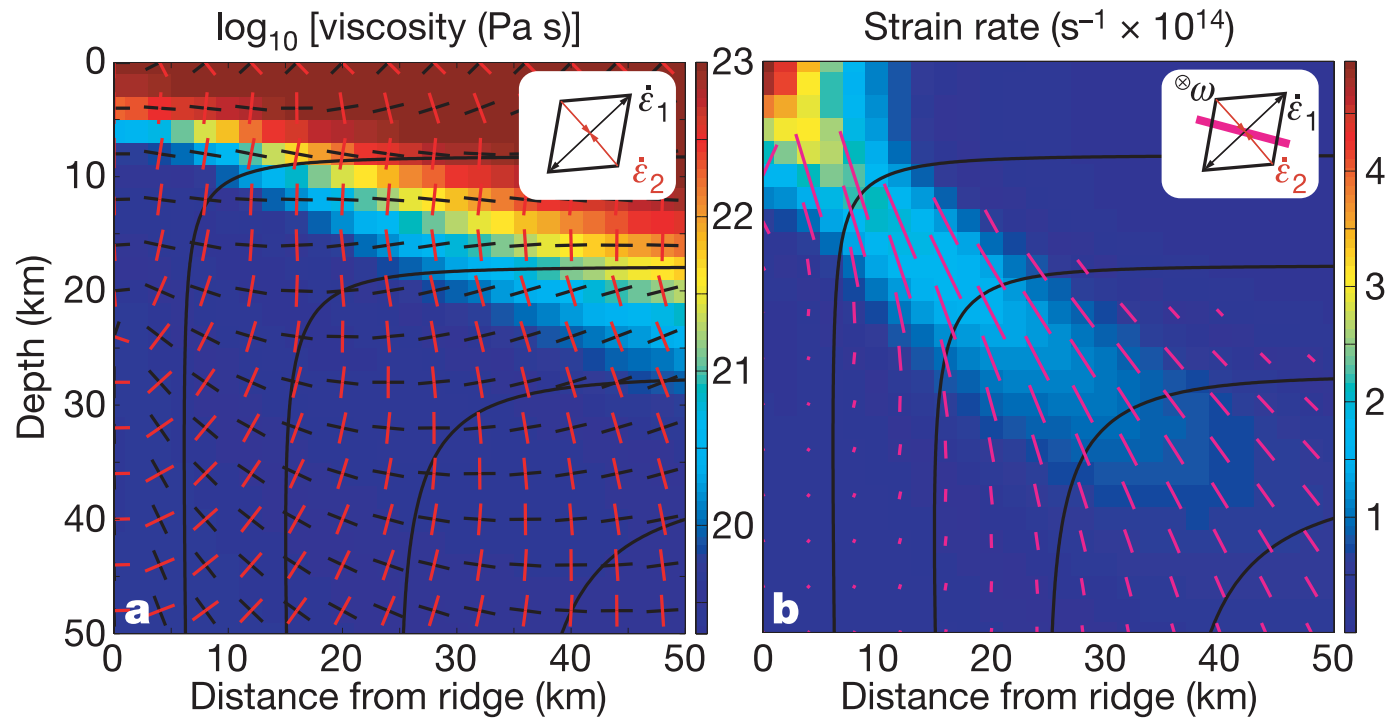 log₁₀ [viscosity (Pa s)]
Strain rate (s⁻¹ × 10¹⁴)
0
10
20
30
40
50
Depth (km)
ε̇₁
ε̇₂
a
0
10
20
30
40
50
Distance from ridge (km)
23
22
21
20
⊗ω
ε̇₁
ε̇₂
b
0
10
20
30
40
50
Distance from ridge (km)
4
3
2
1